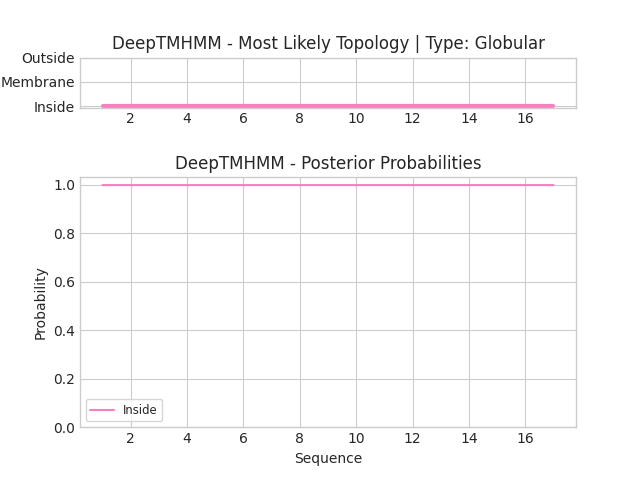 DeepTMHMM - Most Likely Topology | Type: Globular
Outside
Membrane
Inside
2 4 6 8 10 12 14 16
DeepTMHMM - Posterior Probabilities
1.0
0.8
0.6
0.4
0.2
0.0
Probability
Inside
2 4 6 8 10 12 14 16
Sequence